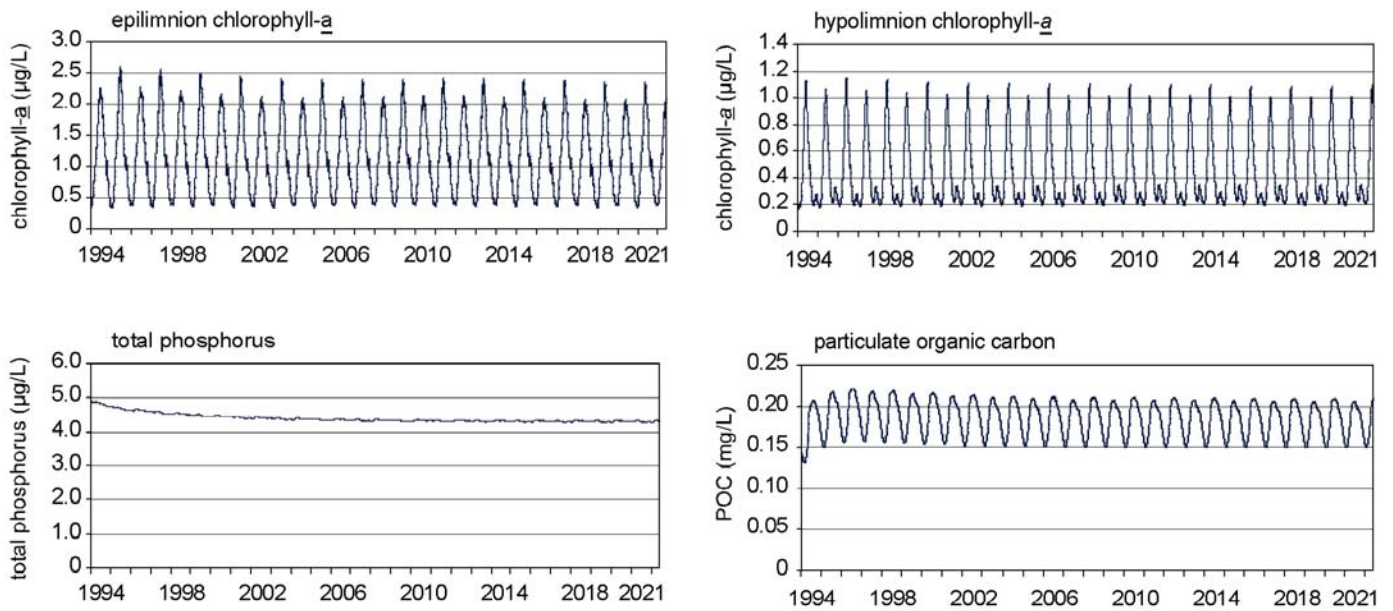 epilimnion chlorophyll-a
chlorophyll-a (µg/L)
3.0
2.5
2.0
1.5
1.0
0.5
0
1994 1998 2002 2006 2010 2014 2018 2021
hypolimnion chlorophyll-a
chlorophyll-a (µg/L)
1.4
1.2
1.0
0.8
0.6
0.4
0.2
0
1994 1998 2002 2006 2010 2014 2018 2021
total phosphorus
total phosphorus (µg/L)
6.0
5.0
4.0
3.0
2.0
1.0
0
1994 1998 2002 2006 2010 2014 2018 2021
particulate organic carbon
POC (mg/L)
0.25
0.20
0.15
0.10
0.05
0
1994 1998 2002 2006 2010 2014 2018 2021